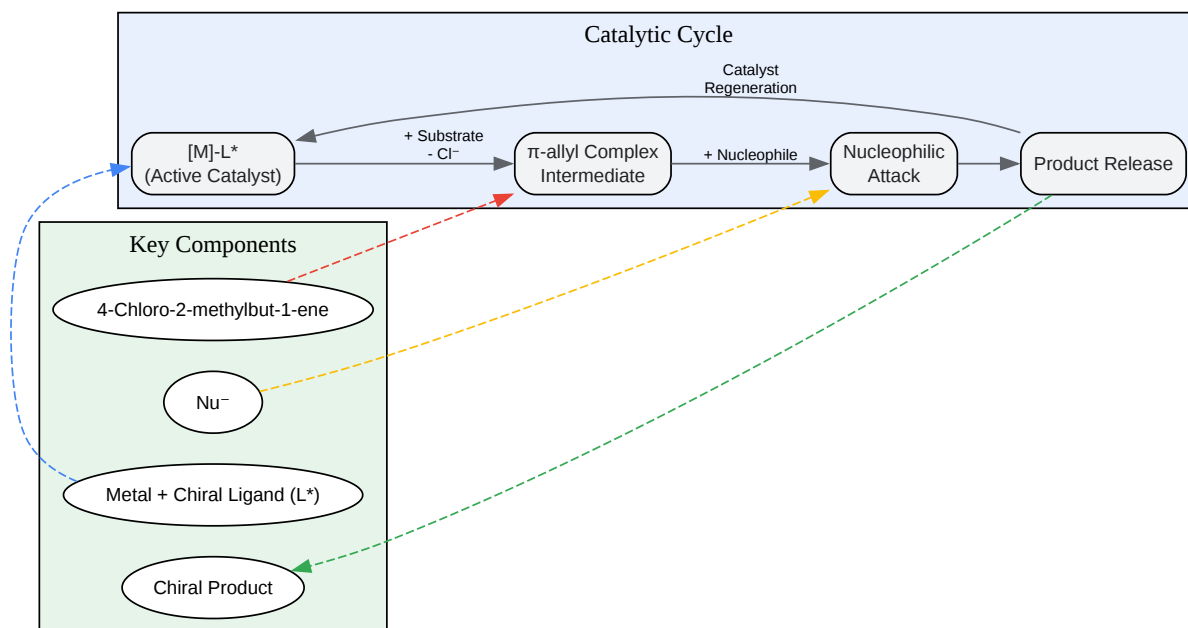 Catalytic Cycle
Catalyst
Regeneration
[M]-L*
(Active Catalyst)
+ Substrate
- Cl⁻
π-allyl Complex
Intermediate
+ Nucleophile
Nucleophilic
Attack
Product Release
Key Components
4-Chloro-2-methylbut-1-ene
Nu⁻
Metal + Chiral Ligand (L*)
Chiral Product